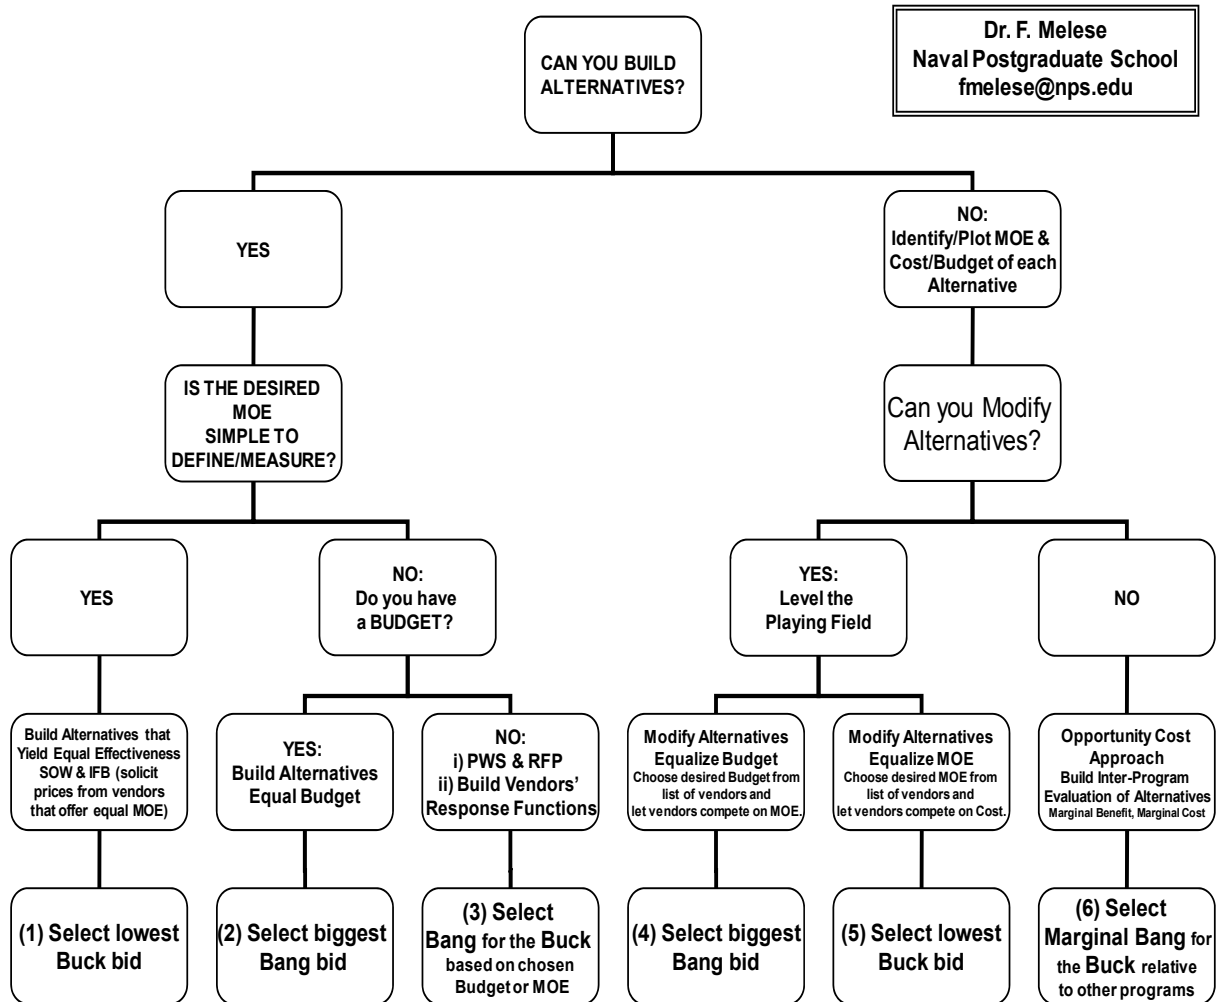 Dr. F. Melese
Naval Postgraduate School
fmelese@nps.edu
CAN YOU BUILD
ALTERNATIVES?
YES
NO:
Identify/Plot MOE &
Cost/Budget of each
Alternative
IS THE DESIRED
MOE
SIMPLE TO
DEFINE/MEASURE?
Can you Modify
Alternatives?
YES
NO:
Do you have
a BUDGET?
YES:
Level the
Playing Field
NO
Build Alternatives that
Yield Equal Effectiveness
SOW & IFB (solicit
prices from vendors
that offer equal MOE)
YES:
Build Alternatives
Equal Budget
NO:
i) PWS & RFP
ii) Build Vendors'
Response Functions
Modify Alternatives
Equalize Budget
Choose desired Budget from
list of vendors and
let vendors compete on MOE.
Modify Alternatives
Equalize MOE
Choose desired MOE from
list of vendors and
let vendors compete on Cost.
Opportunity Cost
Approach
Build Inter-Program
Evaluation of Alternatives
Marginal Benefit, Marginal Cost
(1) Select lowest
Buck bid
(2) Select biggest
Bang bid
(3) Select
Bang for the Buck
based on chosen
Budget or MOE
(4) Select biggest
Bang bid
(5) Select lowest
Buck bid
(6) Select
Marginal Bang for
the Buck relative
to other programs